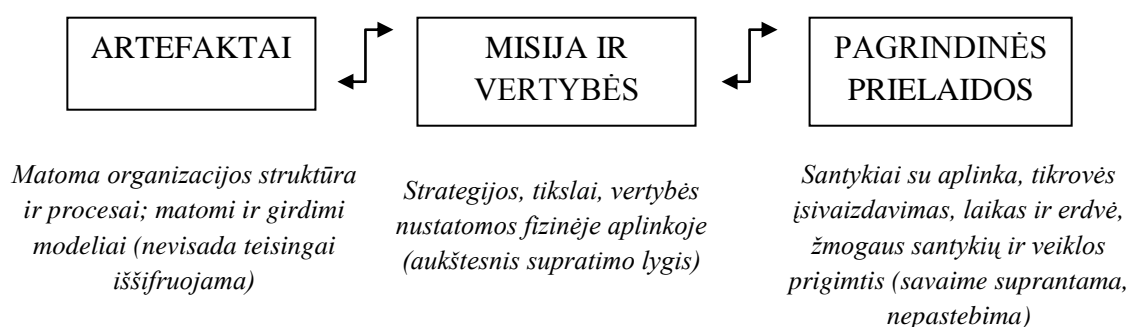 ARTEFAKTAI
MISIJA IR
VERTYBĖS
PAGRINDINĖS
PRIELAIDOS
Matoma organizacijos struktūra
ir procesai; matomi ir girdimi
modeliai (nevisada teisingai
iššifruojama)
Strategijos, tikslai, vertybės
nustatomos fizinėje aplinkoje
(aukštesnis supratimo lygis)
Santykiai su aplinka, tikrovės
įsivaizdavimas, laikas ir erdvė,
žmogaus santykių ir veiklos
prigimtis (savaime suprantama,
nepastebima)